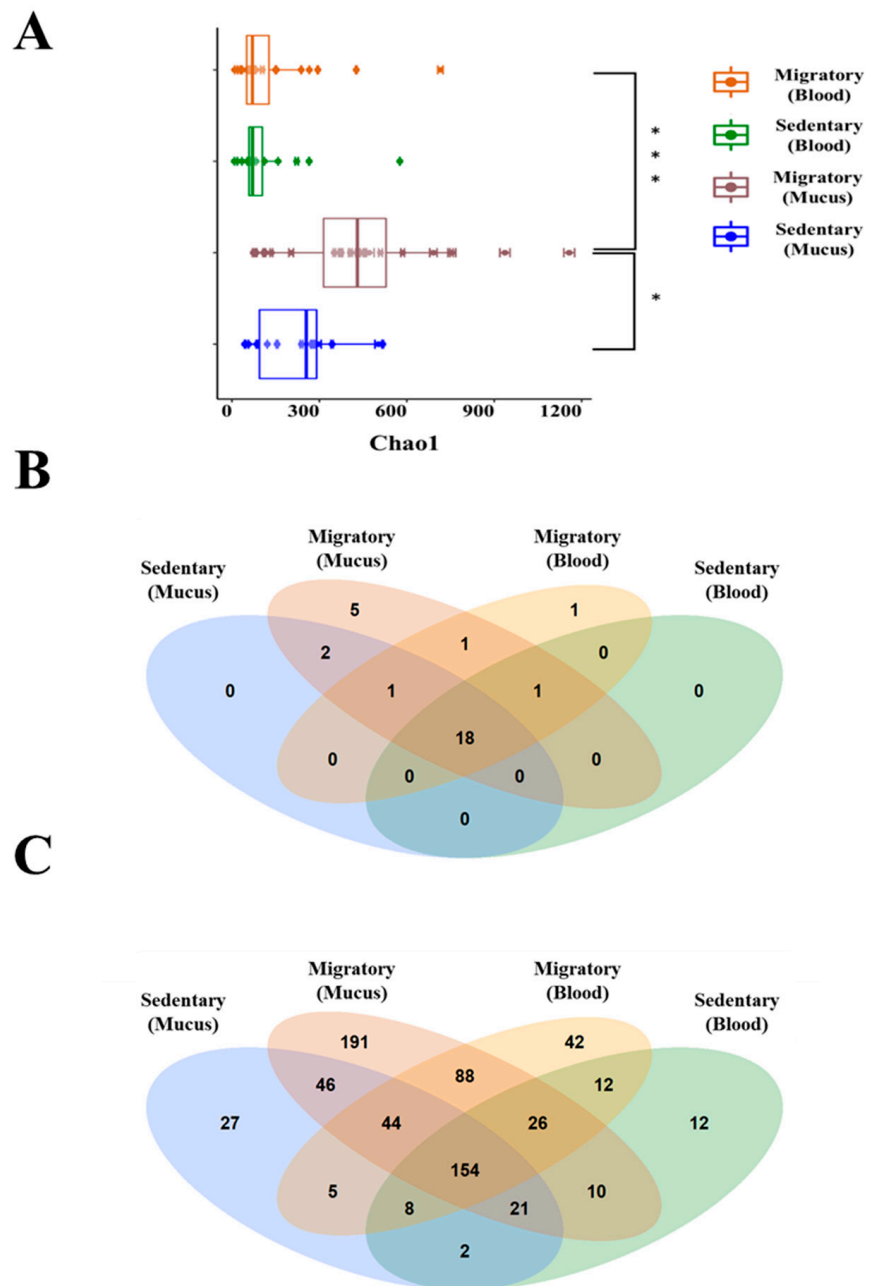 A
Migratory
(Blood)
Sedentary
(Blood)
Migratory
(Mucus)
Sedentary
(Mucus)
*
*
*
*
0 300 600 900 1200
Chao1
B
Sedentary
(Mucus)
Migratory
(Mucus)
Migratory
(Blood)
Sedentary
(Blood)
5 1
2 1 0
0 1 1 0
18
0 0 0 0
0
C
Sedentary
(Mucus)
Migratory
(Mucus)
Migratory
(Blood)
Sedentary
(Blood)
191 42
46 88 12
27 44 26 12
154
5 8 21 10
2